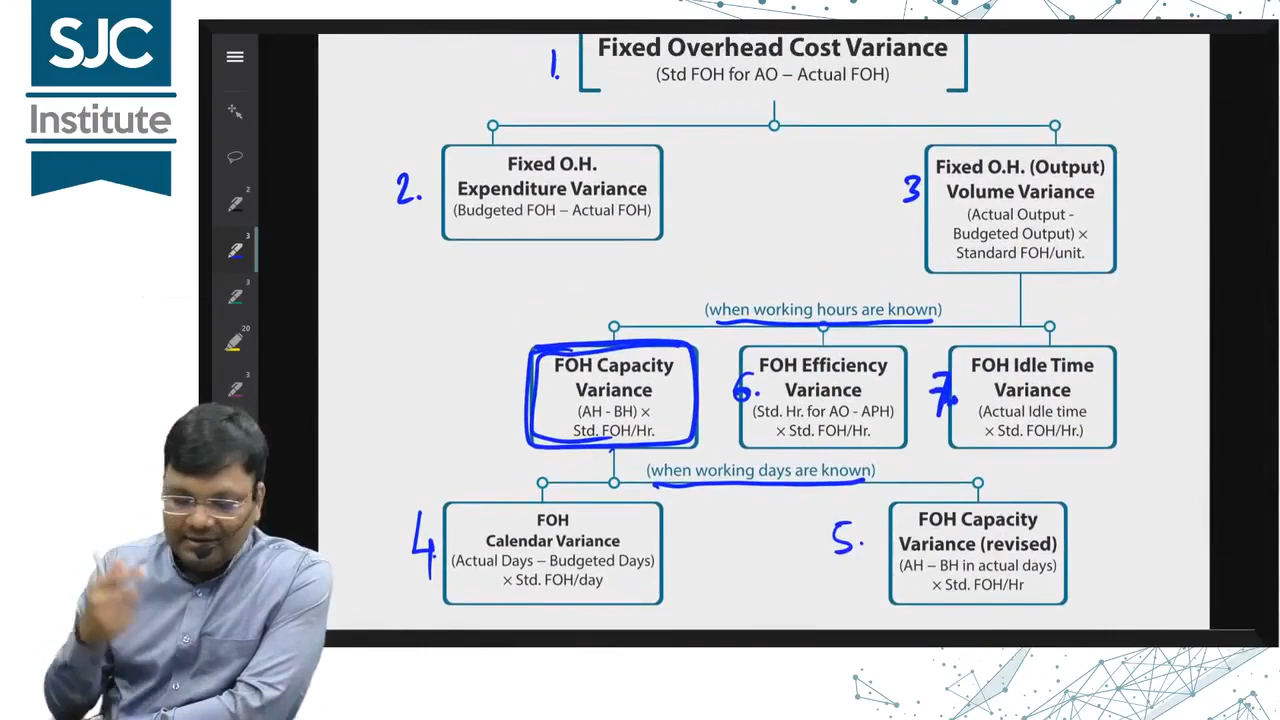 SJC
Institute
Fixed Overhead Cost Variance
1.
(Std FOH for AO – Actual FOH)
Fixed O.H.
Expenditure Variance
(Budgeted FOH – Actual FOH)
2.
Fixed O.H. (Output)
Volume Variance
(Actual Output -
Budgeted Output) ×
Standard FOH/unit.
3
(when working hours are known)
FOH Capacity
Variance
(AH - BH) ×
Std. FOH/Hr.
FOH Efficiency
Variance
(Std. Hr. for AO - APH)
× Std. FOH/Hr.
6.
FOH Idle Time
Variance
(Actual Idle time
× Std. FOH/Hr.)
7.
(when working days are known)
FOH
Calendar Variance
(Actual Days – Budgeted Days)
× Std. FOH/day
4.
FOH Capacity
Variance (revised)
(AH – BH in actual days)
× Std. FOH/Hr
5.
2
3
3
20
3